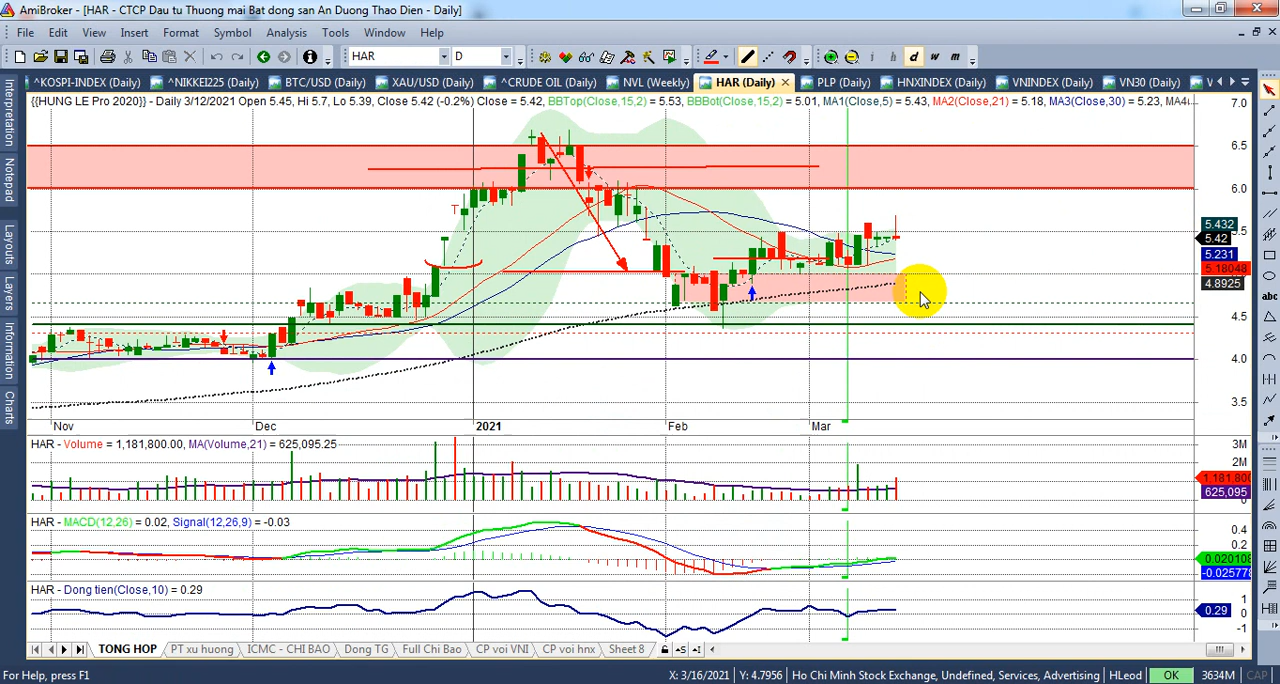 AmiBroker - [HAR - CTCP Dau tu Thuong mai Bat dong san An Duong Thao Dien - Daily]
File Edit View Insert Format Symbol Analysis Tools Window Help
HAR D i h d w m
^KOSPI-INDEX (Daily) ^NIKKEI225 (Daily) BTC/USD (Daily) XAU/USD (Daily) ^CRUDE OIL (Daily) NVL (Weekly) HAR (Daily) PLP (Daily) HNXINDEX (Daily) VNINDEX (Daily) VN30 (Daily) V
{{HUNG LE Pro 2020}} - Daily 3/12/2021 Open 5.45, Hi 5.7, Lo 5.39, Close 5.42 (-0.2%) Close = 5.42, BBTop(Close,15,2) = 5.53, BBBot(Close,15,2) = 5.01, MA1(Close,5) = 5.43, MA2(Close,21) = 5.18, MA3(Close,30) = 5.23, MA4(
7.0
6.5
6.0
5.432
5.42
5.231
5.18048
4.8925
4.5
4.0
3.5
Interpretation
Notepad
Layouts
Layers
Information
Charts
abc
Nov Dec 2021 Feb Mar
HAR - Volume = 1,181,800.00, MA(Volume,21) = 625,095.25
3M
2M
1,181,800
625,095
0
HAR - MACD(12,26) = 0.02, Signal(12,26,9) = -0.03
0.4
0.2
0.020108
-0.025778
HAR - Dong tien(Close,10) = 0.29
1
0.29
0
-1
TONG HOP PT xu huong ICMC - CHI BAO Dong TG Full Chi Bao CP voi VNI CP voi hnx Sheet 8
For Help, press F1 X: 3/16/2021 Y: 4.7956 Ho Chi Minh Stock Exchange, Undefined, Services, Advertising HLeod OK 3634M CAP